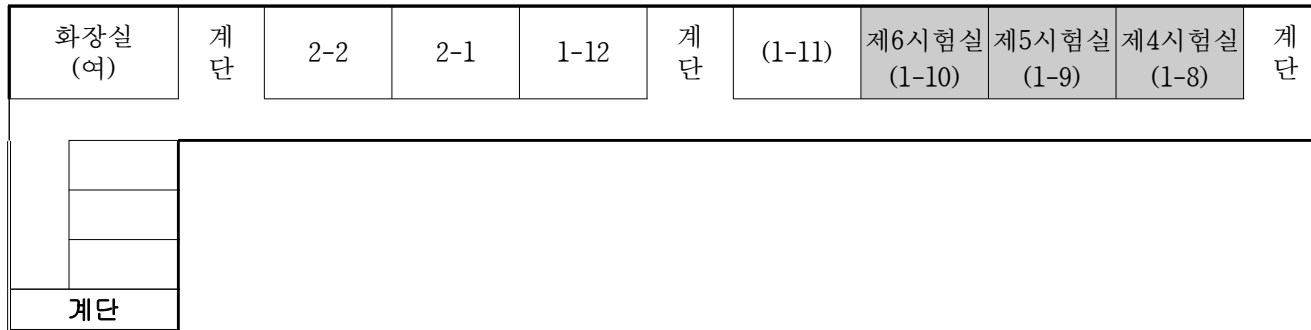 화장실
(여)
계
단
2-2
2-1
1-12
계
단
(1-11)
제6시험실
(1-10)
제5시험실
(1-9)
제4시험실
(1-8)
계
단
계단